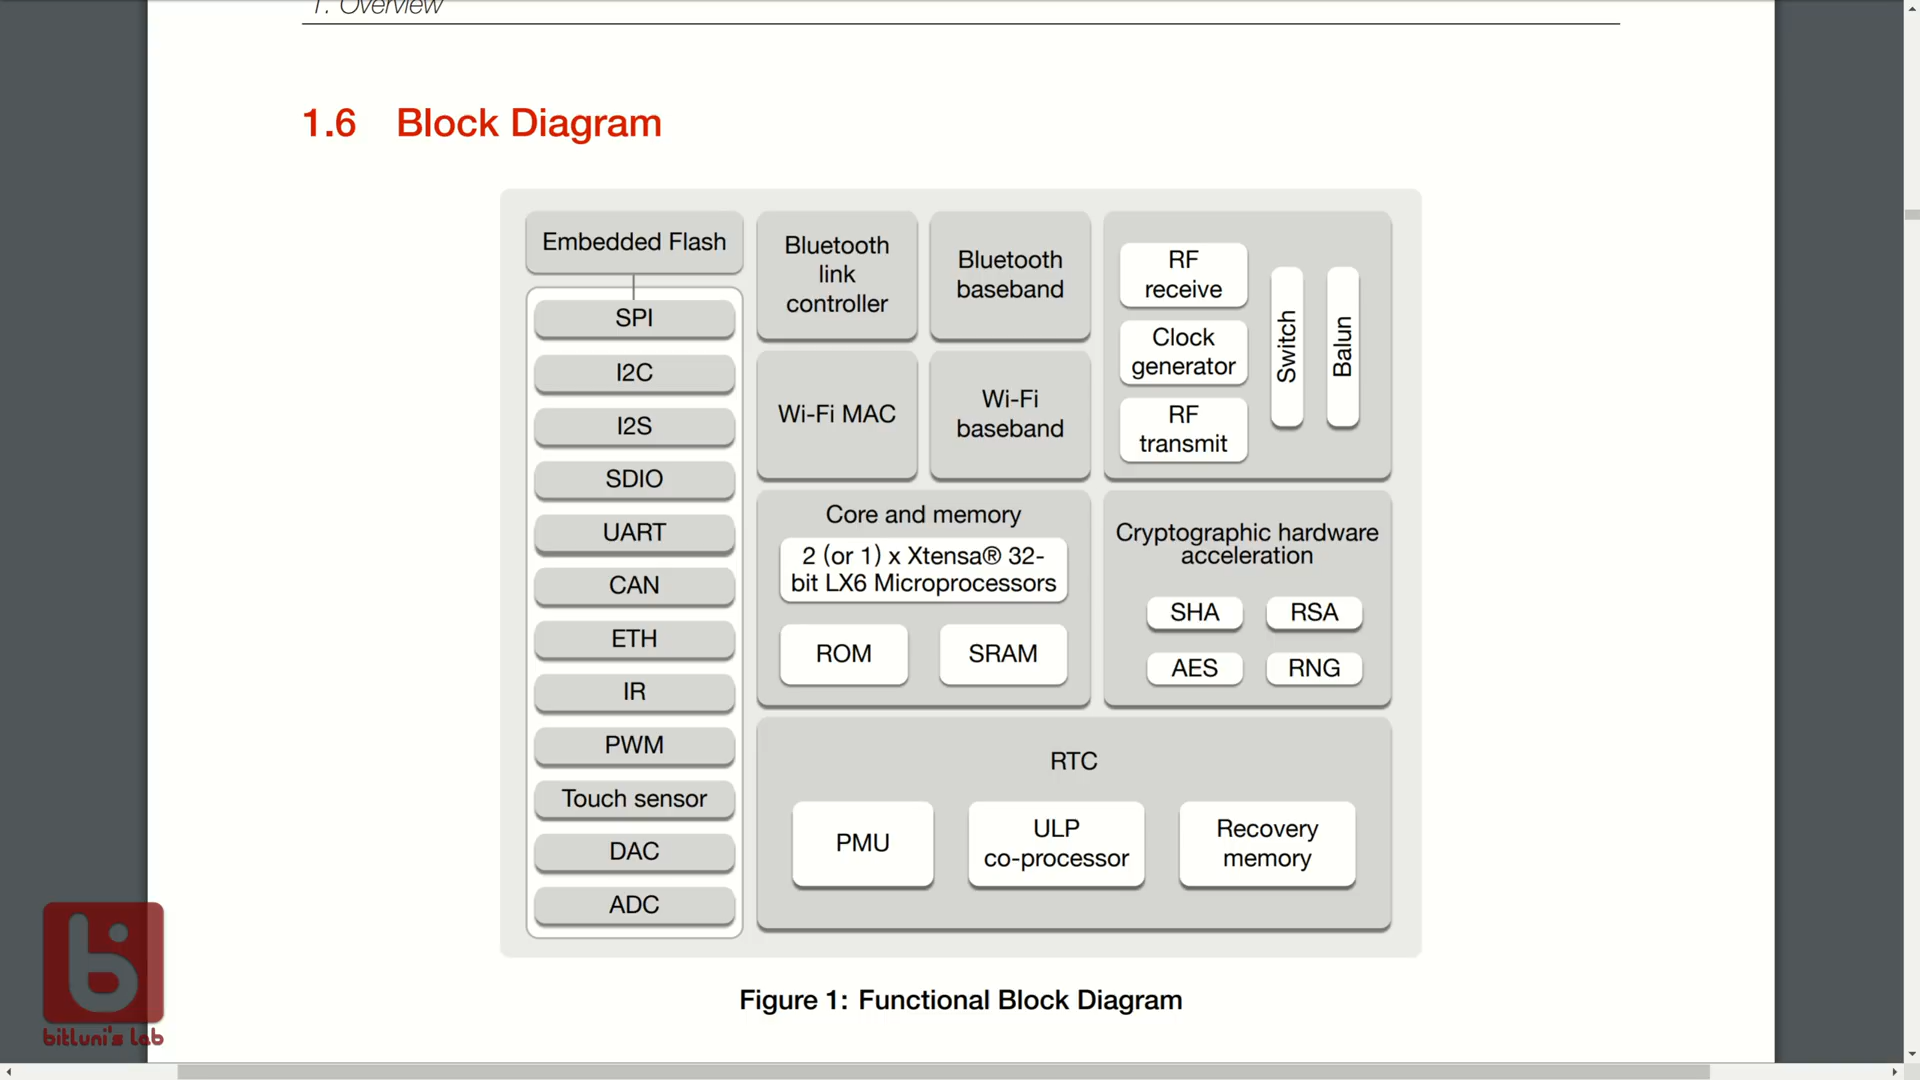 1. Overview
1.6 Block Diagram
Embedded Flash
SPI
I2C
I2S
SDIO
UART
CAN
ETH
IR
PWM
Touch sensor
DAC
ADC
Bluetooth
link
controller
Bluetooth
baseband
Wi-Fi MAC
Wi-Fi
baseband
RF
receive
Clock
generator
RF
transmit
Switch
Balun
Core and memory
2 (or 1) x Xtensa® 32-
bit LX6 Microprocessors
ROM
SRAM
Cryptographic hardware
acceleration
SHA
RSA
AES
RNG
RTC
PMU
ULP
co-processor
Recovery
memory
Figure 1: Functional Block Diagram
bitluni's lab